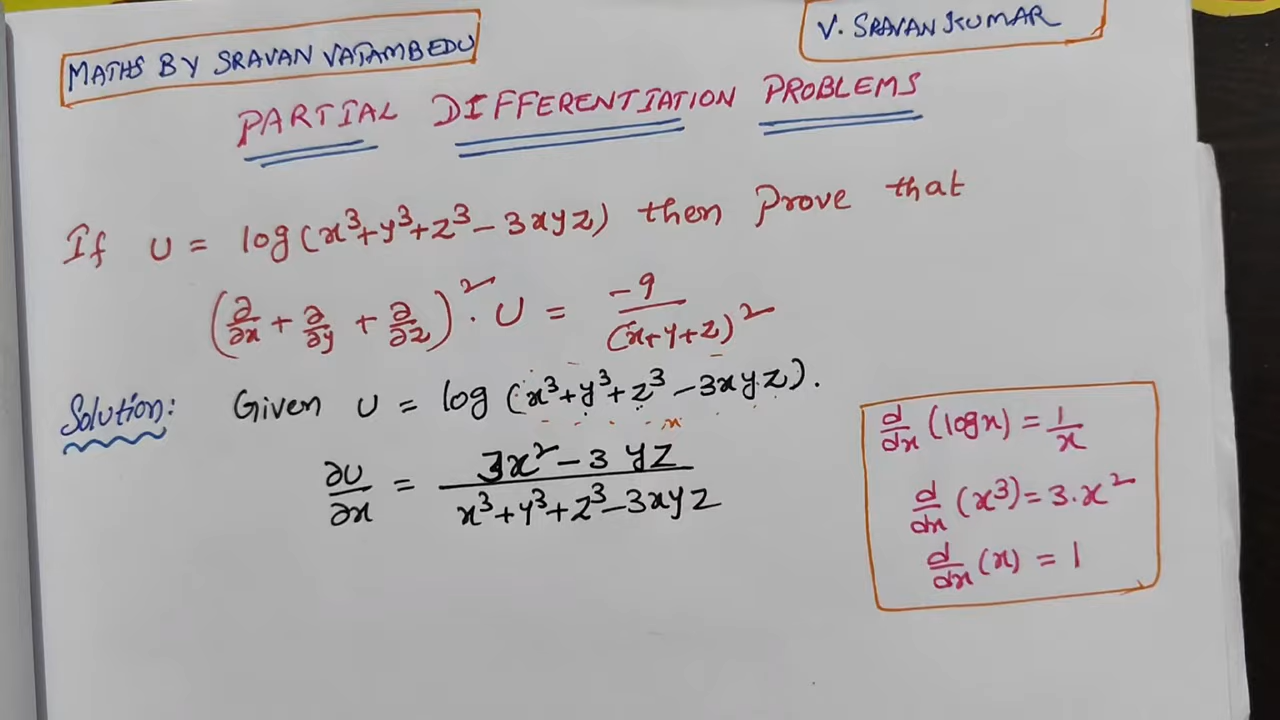 MATHS BY SRAVAN VATAMBEDU
V. SRAVAN KUMAR
PARTIAL DIFFERENTIATION PROBLEMS
If U = log(x³+y³+z³-3xyz) then Prove that
(∂/∂x + ∂/∂y + ∂/∂z)² · U = -9/(x+y+z)²
Solution: Given U = log (x³+y³+z³-3xyz).
∂U/∂x = (3x²-3yz)/(x³+y³+z³-3xyz)
d/dx (log x) = 1/x
d/dx (x³) = 3.x²
d/dx (x) = 1